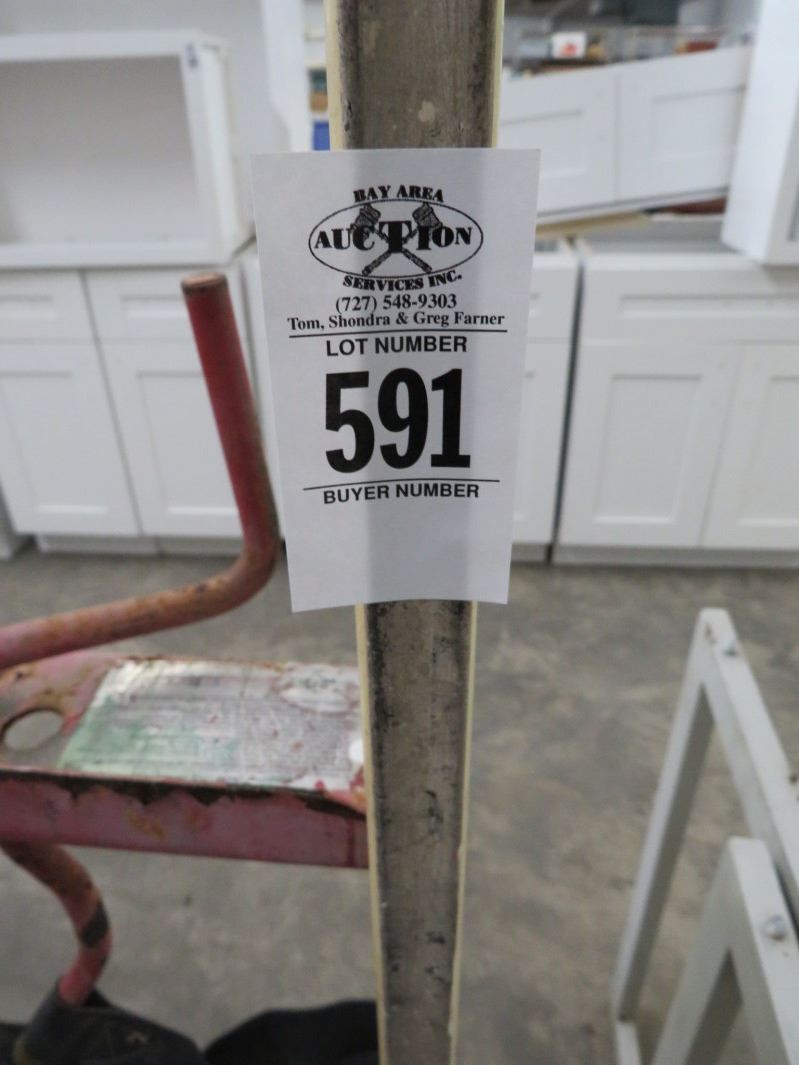 BAY AREA
AUCTION
SERVICES INC.
(727) 548-9303
Tom, Shondra & Greg Farner
LOT NUMBER
591
BUYER NUMBER